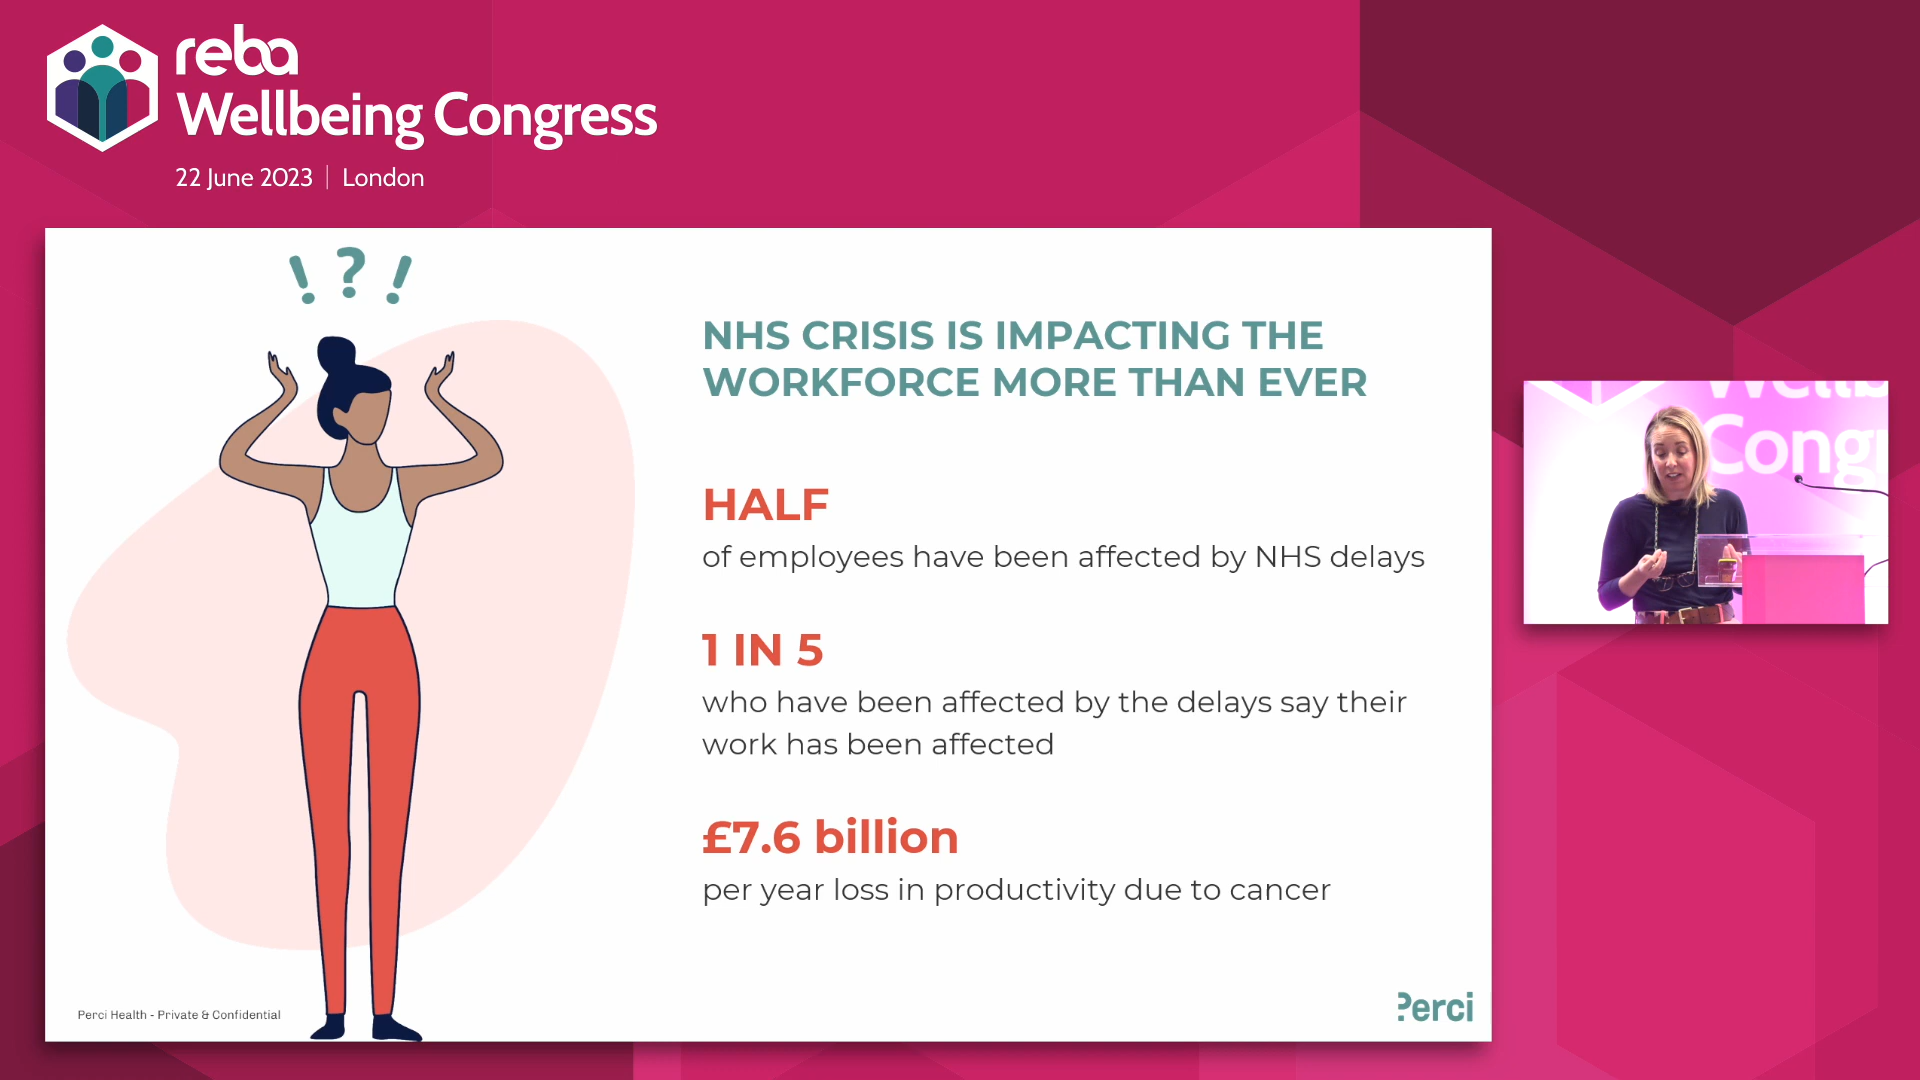 reba
Wellbeing Congress
22 June 2023 | London
! ? !
NHS CRISIS IS IMPACTING THE
WORKFORCE MORE THAN EVER
HALF
of employees have been affected by NHS delays
1 IN 5
who have been affected by the delays say their
work has been affected
£7.6 billion
per year loss in productivity due to cancer
Perci Health - Private & Confidential
Perci
Wellb
Cong